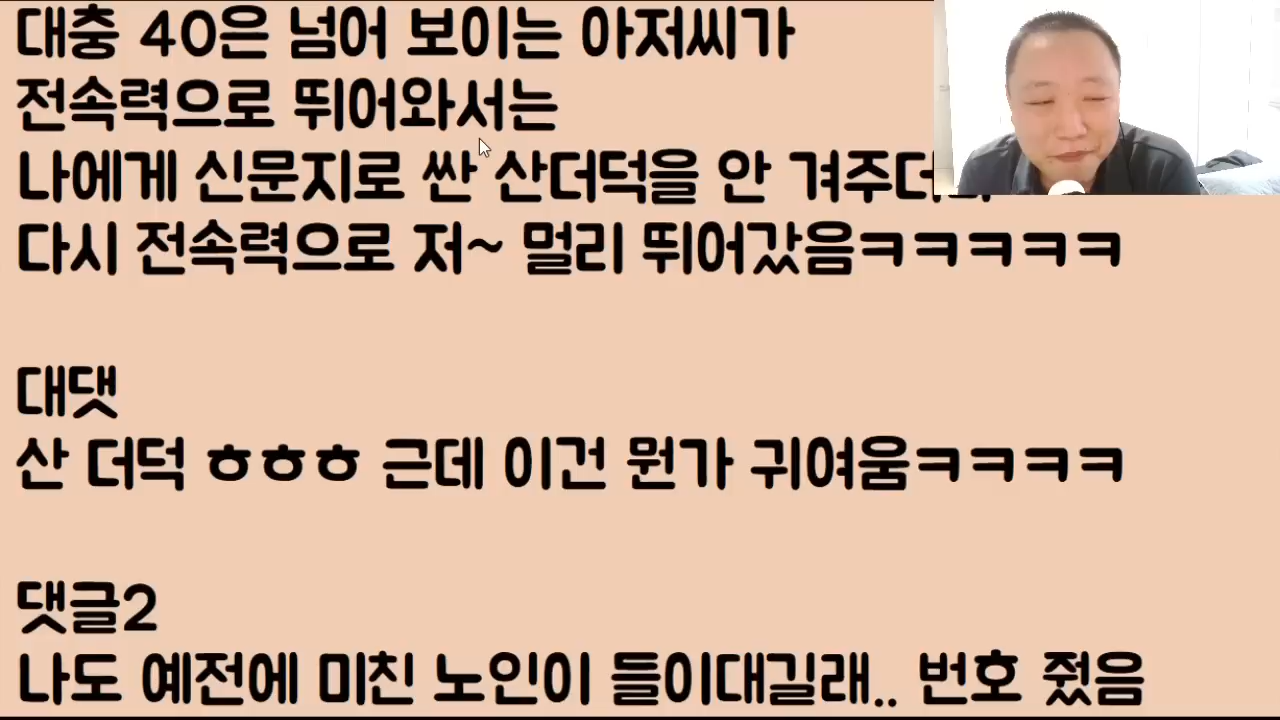 대충 40은 넘어 보이는 아저씨가
전속력으로 뛰어와서는
나에게 신문지로 싼 산더덕을 안 겨주더
다시 전속력으로 저~ 멀리 뛰어갔음ㅋㅋㅋㅋㅋ
대댓
산 더덕 ㅎㅎㅎ 근데 이건 뭔가 귀여움ㅋㅋㅋㅋ
댓글2
나도 예전에 미친 노인이 들이대길래.. 번호 줬음